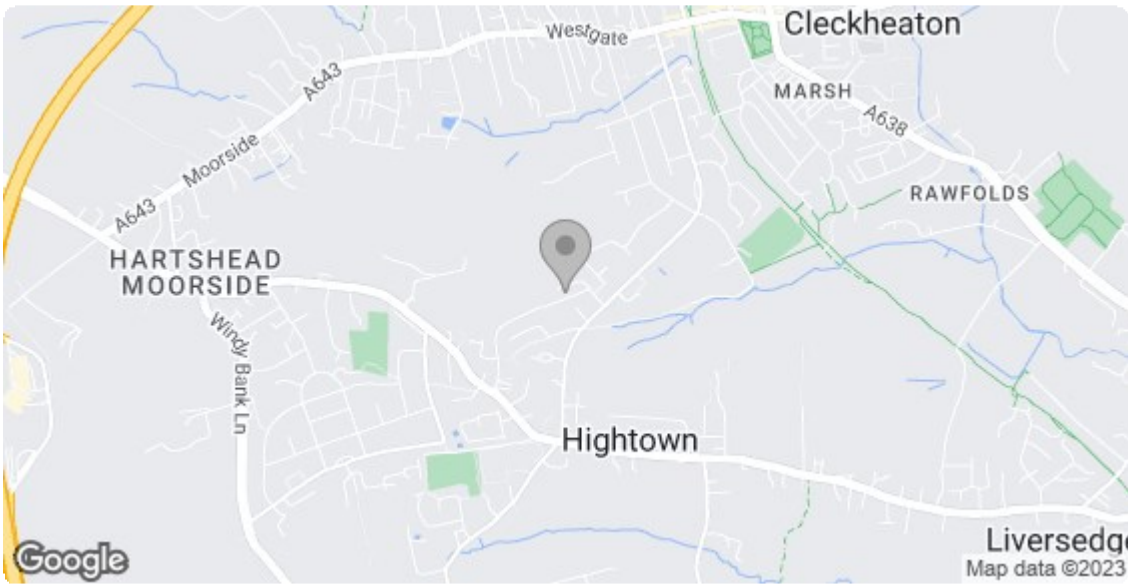 Cleckheaton
Westgate
MARSH
A643
A638
Moorside
RAWFOLDS
A643
HARTSHEAD
MOORSIDE
Windy Bank Ln
Hightown
Liversedge
Google
Map data ©2023